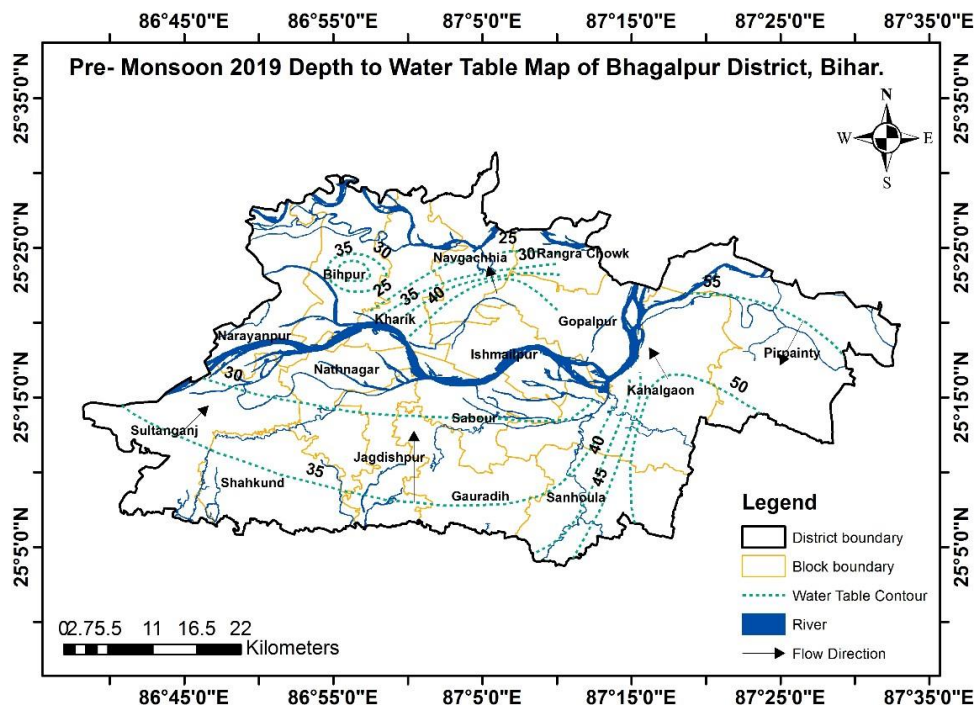 86°45'0"E 86°55'0"E 87°5'0"E 87°15'0"E 87°25'0"E 87°35'0"E
Pre- Monsoon 2019 Depth to Water Table Map of Bhagalpur District, Bihar.
25°35'0"N
25°35'0"N
N
W E
S
25°25'0"N
25°25'0"N
25
35 30
30 Rangra Chowk
Navgachhia
Bihpur
25 35 40
55
Kharik
Gopalpur
Narayanpur
Ishmailpur
Pirpainty
Nathnagar
30
Kahalgaon
50
25°15'0"N
25°15'0"N
Sabour
Sultanganj
40
Jagdishpur
35
45
Shahkund
Gauradih
Sanhoula
25°5'0"N
25°5'0"N
Legend
District boundary
Block boundary
Water Table Contour
River
Flow Direction
0 2.75 5.5 11 16.5 22
Kilometers
86°45'0"E 86°55'0"E 87°5'0"E 87°15'0"E 87°25'0"E 87°35'0"E